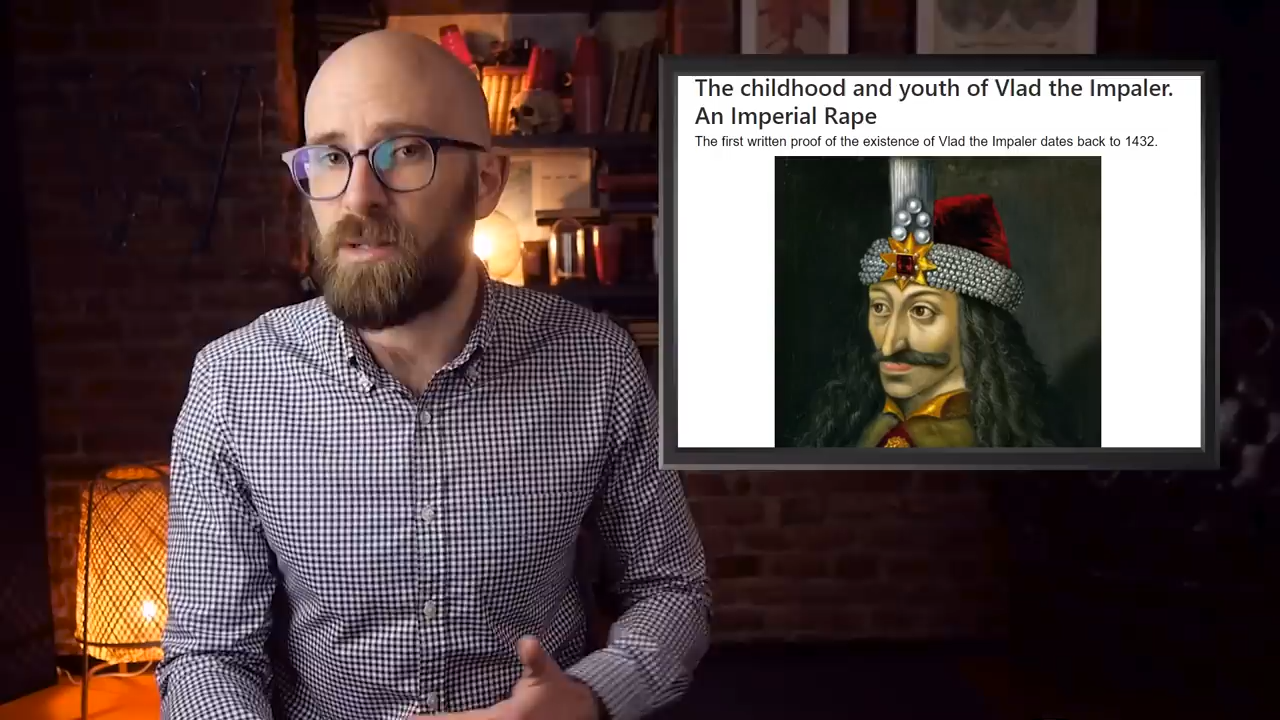 The childhood and youth of Vlad the Impaler.
An Imperial Rape
The first written proof of the existence of Vlad the Impaler dates back to 1432.